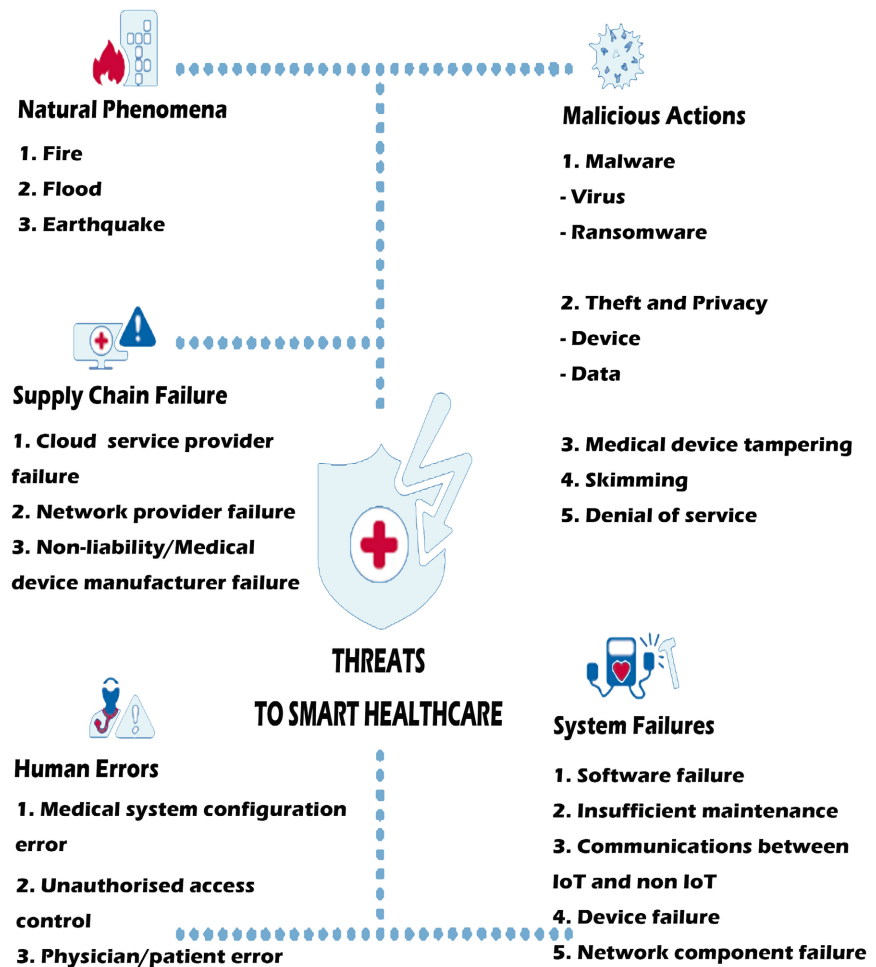 Natural Phenomena
1. Fire
2. Flood
3. Earthquake
Malicious Actions
1. Malware
- Virus
- Ransomware
2. Theft and Privacy
- Device
- Data
3. Medical device tampering
4. Skimming
5. Denial of service
Supply Chain Failure
1. Cloud service provider
failure
2. Network provider failure
3. Non-liability/Medical
device manufacturer failure
THREATS
TO SMART HEALTHCARE
Human Errors
1. Medical system configuration
error
2. Unauthorised access
control
3. Physician/patient error
System Failures
1. Software failure
2. Insufficient maintenance
3. Communications between
IoT and non IoT
4. Device failure
5. Network component failure